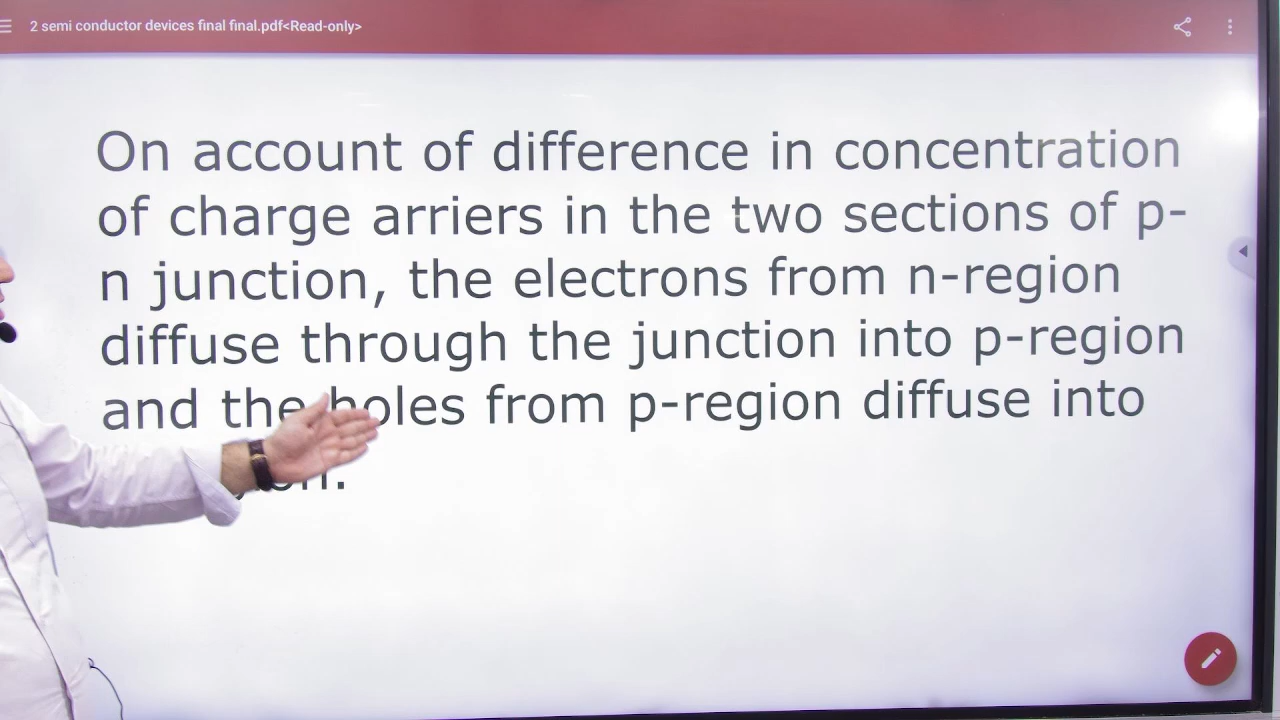 2 semi conductor devices final final.pdf<Read-only>
On account of difference in concentration
of charge arriers in the two sections of p-
n junction, the electrons from n-region
diffuse through the junction into p-region
and the holes from p-region diffuse into